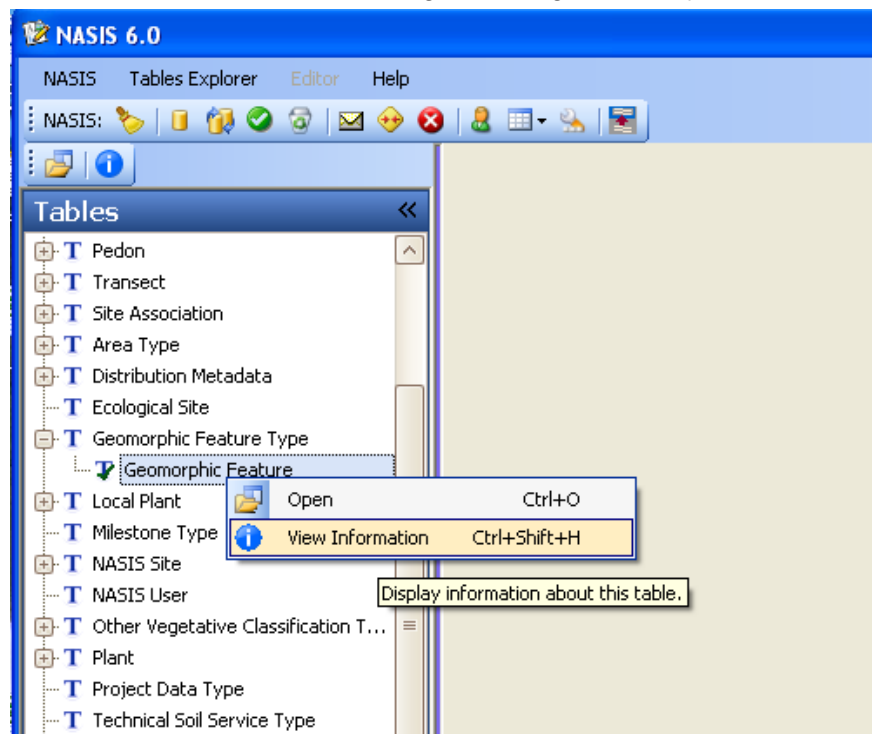 NASIS 6.0
NASIS Tables Explorer Editor Help
NASIS:
Tables
T Pedon
T Transect
T Site Association
T Area Type
T Distribution Metadata
T Ecological Site
T Geomorphic Feature Type
T Geomorphic Feature
T Local Plant
Open Ctrl+O
T Milestone Type
View Information Ctrl+Shift+H
T NASIS Site
T NASIS User
Display information about this table.
T Other Vegetative Classification T...
T Plant
T Project Data Type
T Technical Soil Service Type